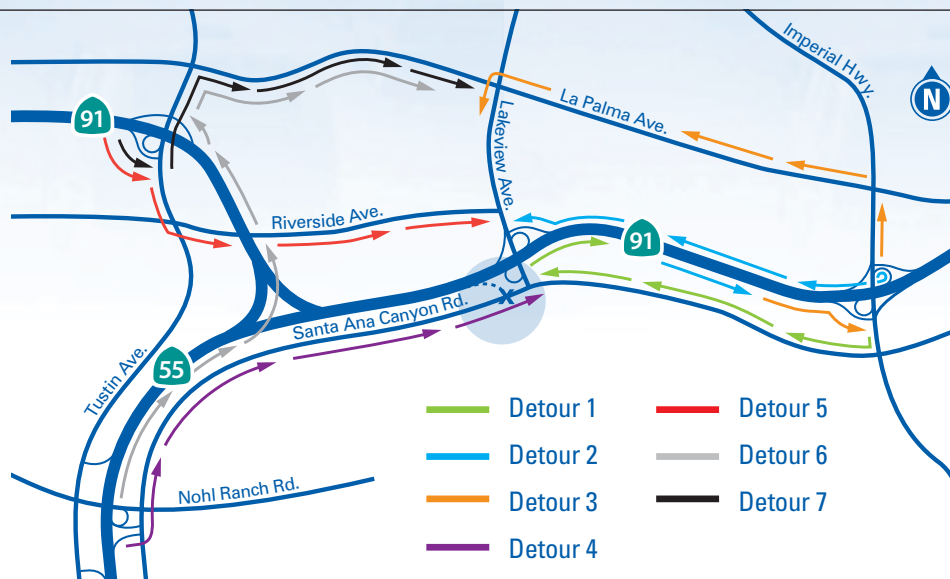 Imperial Hwy.
91
N
La Palma Ave.
Lakeview Ave.
Riverside Ave.
91
Santa Ana Canyon Rd.
X
55
Tustin Ave.
Nohl Ranch Rd.
Detour 1
Detour 2
Detour 3
Detour 4
Detour 5
Detour 6
Detour 7